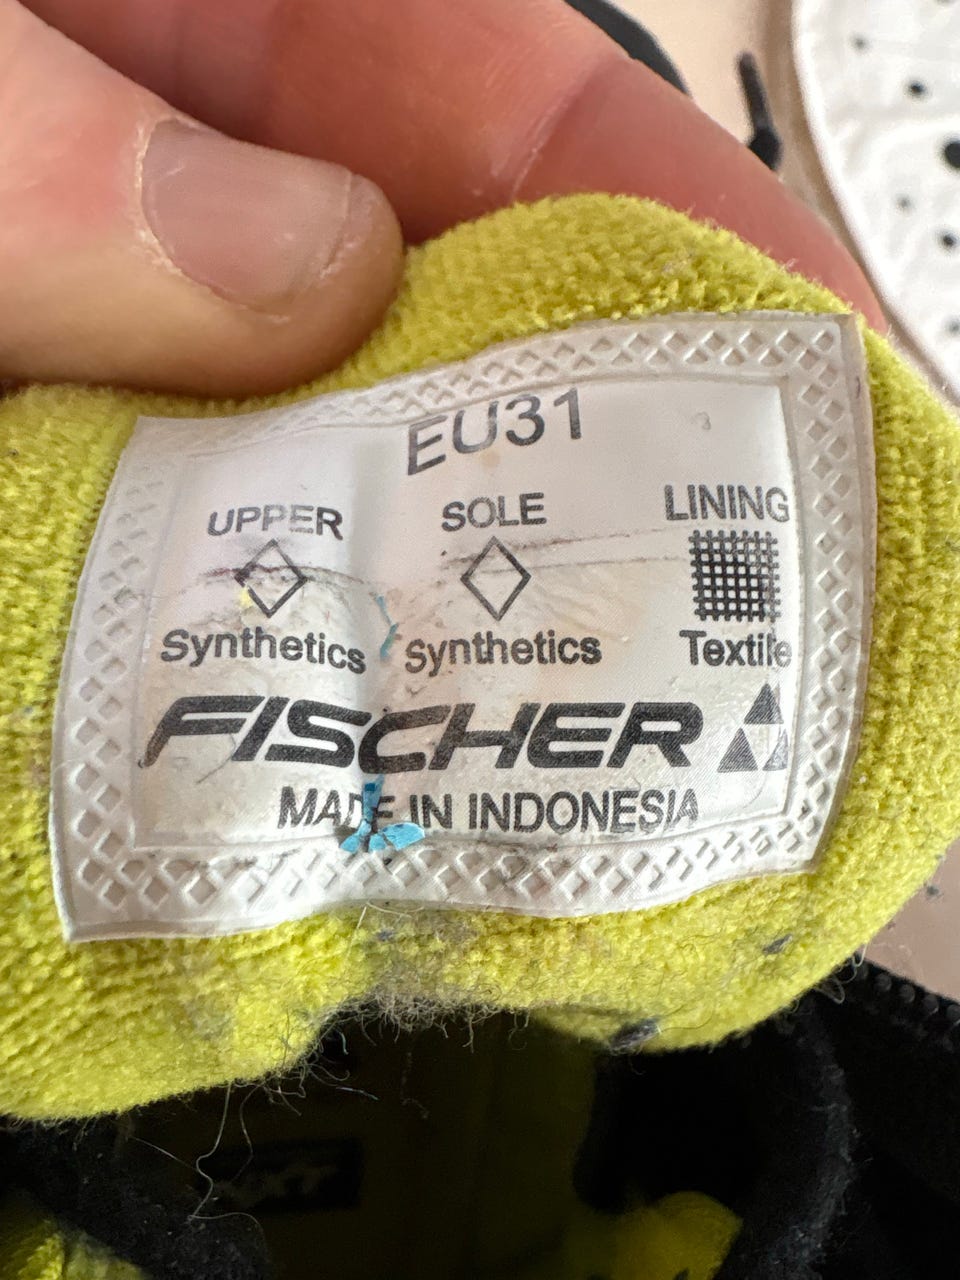 EU31
UPPER SOLE LINING
Synthetics Synthetics Textile
FISCHER
MADE IN INDONESIA